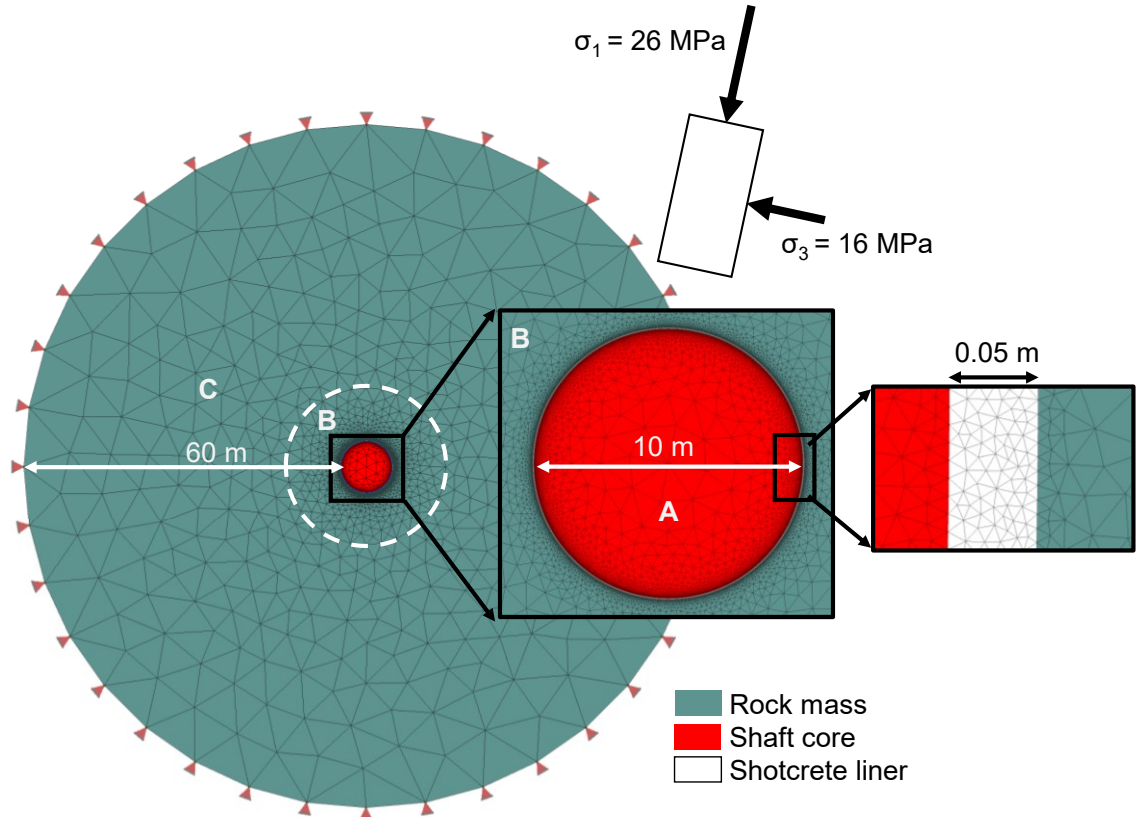 σ₁ = 26 MPa
σ₃ = 16 MPa
B
C
B
0.05 m
60 m
10 m
A
Rock mass
Shaft core
Shotcrete liner